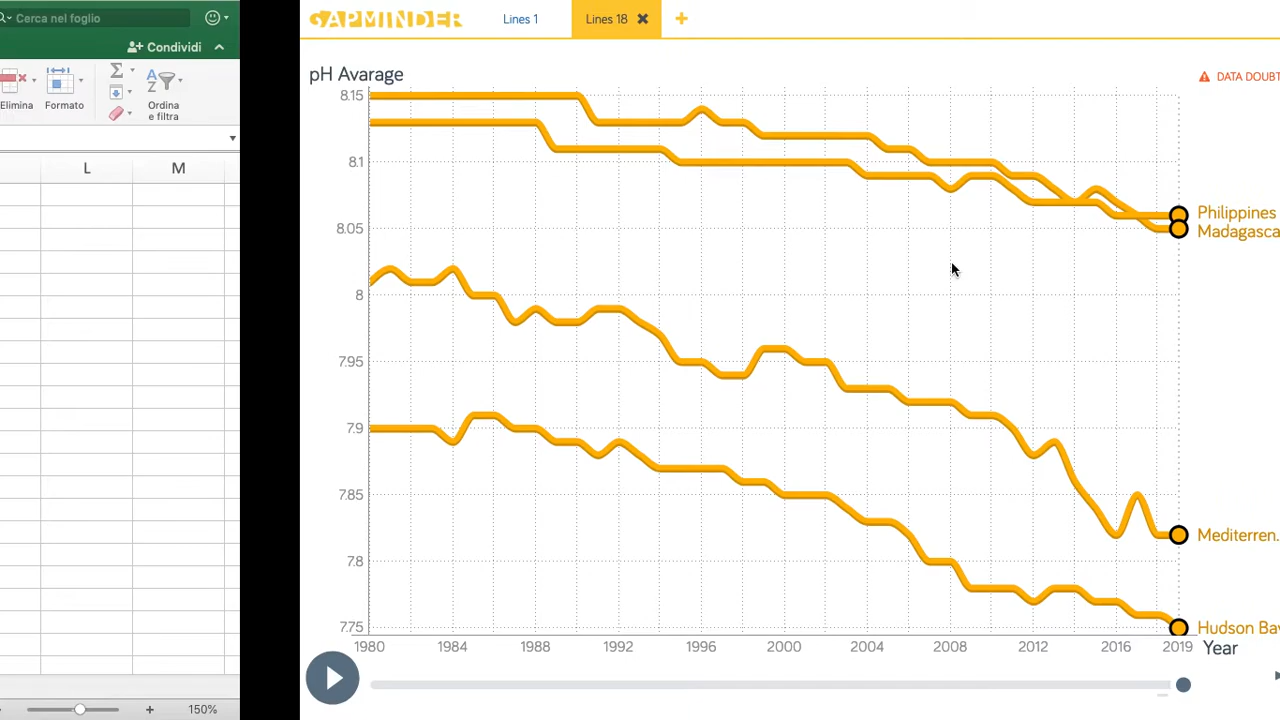 Cerca nel foglio
Condividi
Elimina
Formato
Ordina
e filtra
L M
150%
GAPMINDER
Lines 1
Lines 18
pH Avarage
DATA DOUBT
8.15
8.1
8.05
8
7.95
7.9
7.85
7.8
7.75
Philippines
Madagasca
Mediterren.
Hudson Bay
1980 1984 1988 1992 1996 2000 2004 2008 2012 2016 2019
Year